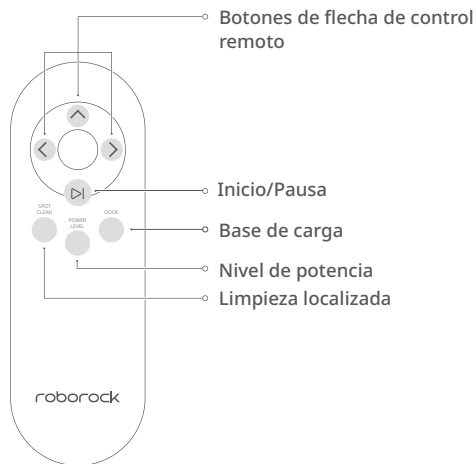 Botones de flecha de control
remoto
Inicio/Pausa
SPOT
CLEAN
POWER
LEVEL
DOCK
Base de carga
Nivel de potencia
Limpieza localizada
roborock